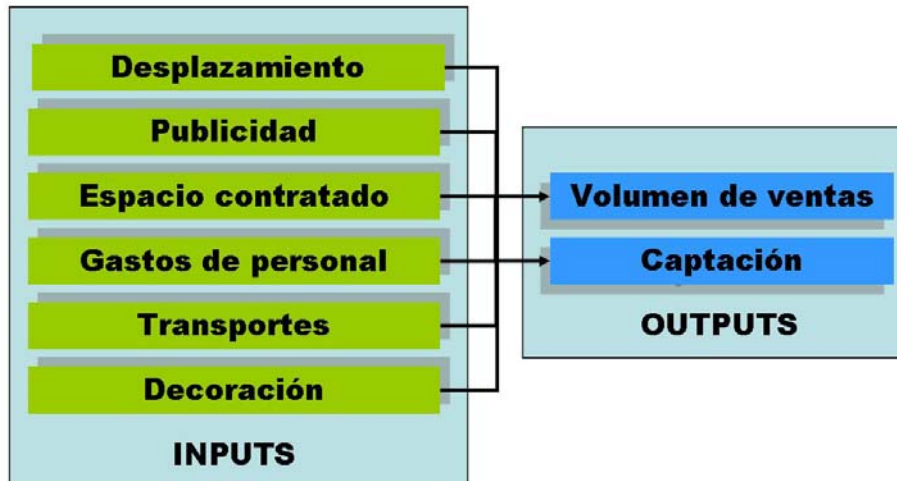 Desplazamiento
Publicidad
Espacio contratado
Gastos de personal
Transportes
Decoración
INPUTS
Volumen de ventas
Captación
OUTPUTS